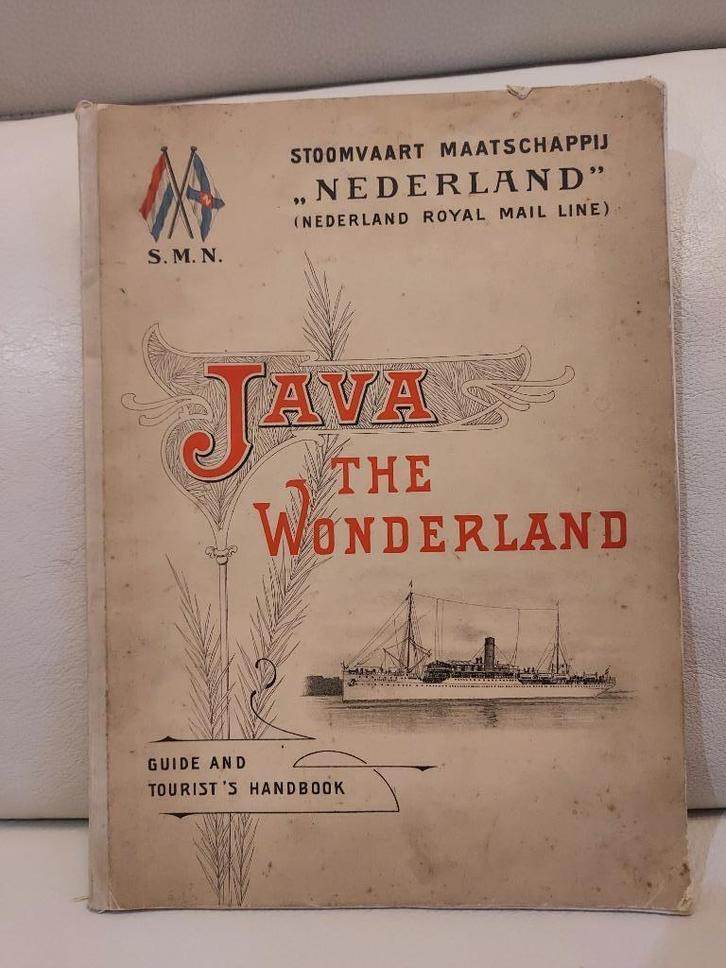 STOOMVAART MAATSCHAPPIJ
„NEDERLAND”
(NEDERLAND ROYAL MAIL LINE)
N
S.M.N.
JAVA
THE
WONDERLAND
GUIDE AND
TOURIST'S HANDBOOK